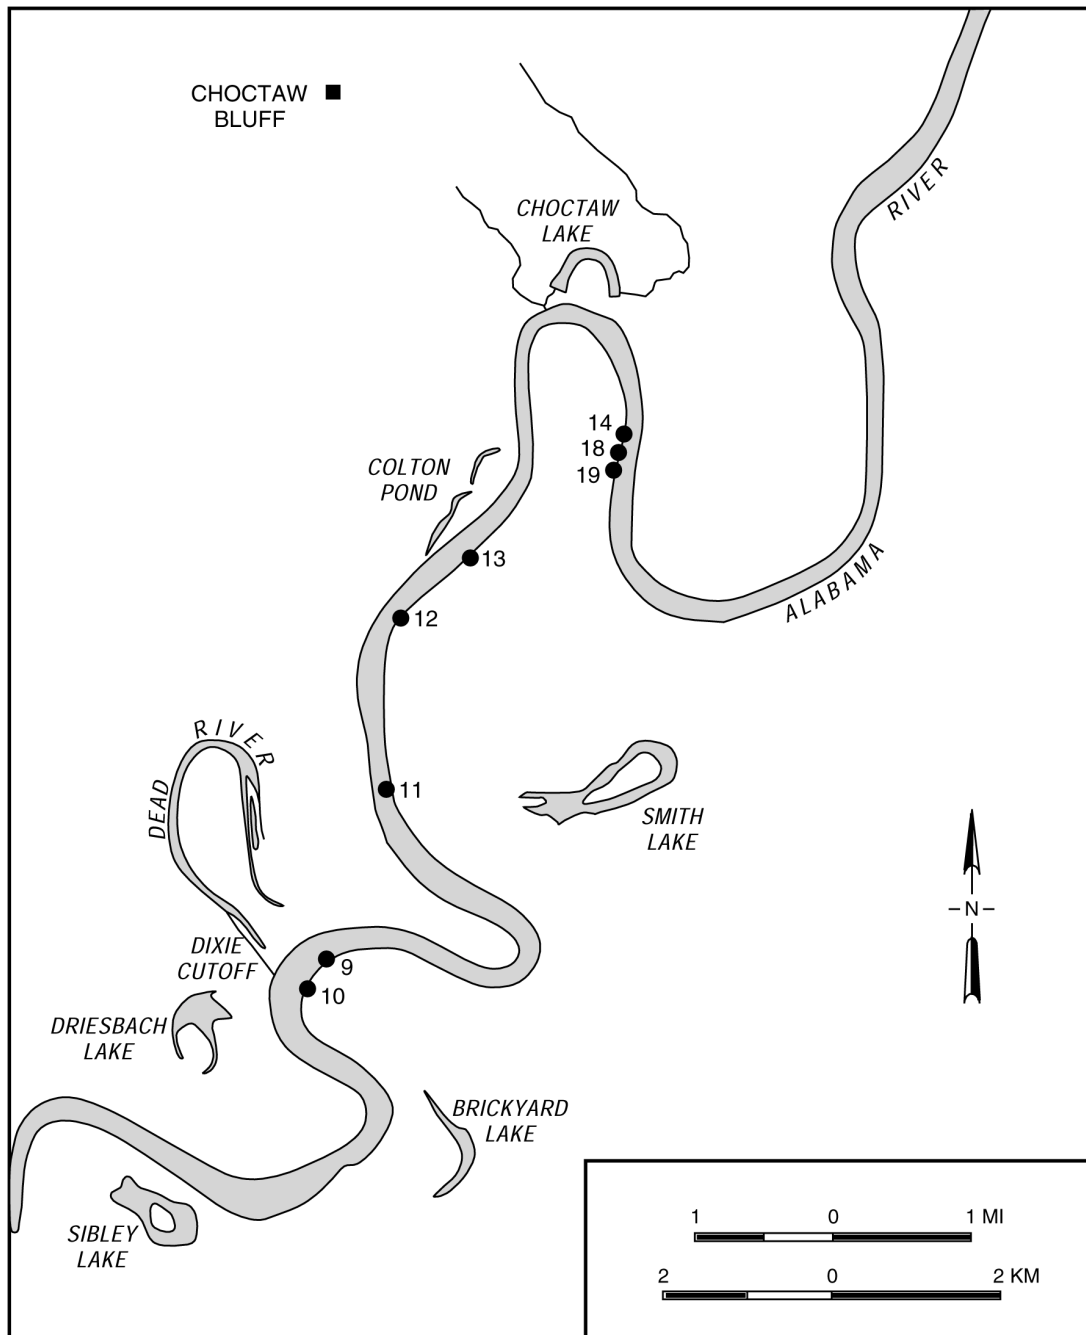 CHOCTAW
BLUFF
RIVER
CHOCTAW
LAKE
14
18
19
COLTON
POND
13
ALABAMA
12
RIVER
DEAD
11
SMITH
LAKE
N
DIXIE
CUTOFF
9
10
DRIESBACH
LAKE
BRICKYARD
LAKE
SIBLEY
LAKE
1 0 1 MI
2 0 2 KM